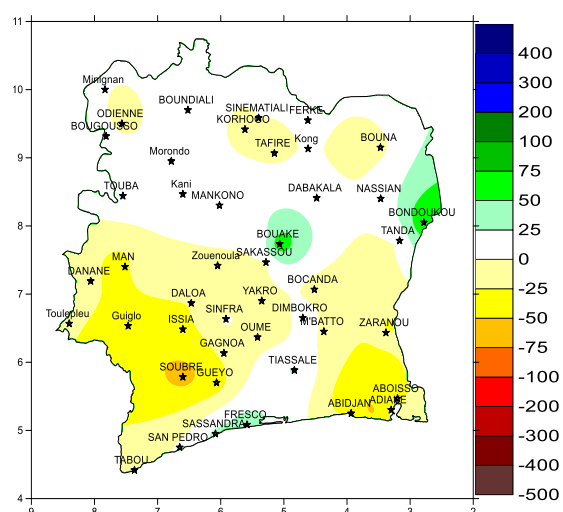 11
10
9
8
7
6
5
4
9
8
7
6
5
4
3
2
Minignan
ODIENNE
BOUGOUSSO
BOUNDIALI
SINEMATIALI
FERKE
KORHOGO
TAFIRE
Kong
BOUNA
Morondo
TOUBA
Kani
MANKONO
DABAKALA
NASSIAN
BONDOUKOU
TANDA
BOUAKE
SAKASSOU
MAN
Zouenoula
DANANE
BOCANDA
DALOA
YAKRO
Toulepleu
Guiglo
ISSIA
SINFRA
DIMBOKRO
M'BATTO
ZARANOU
OUME
GAGNOA
TIASSALE
SOUBRE
GUEYO
ABOISSO
ADIAKE
ABIDJAN
FRESCO
SASSANDRA
SAN PEDRO
TABOU
400
300
200
100
75
50
25
0
-25
-50
-75
-100
-200
-300
-500